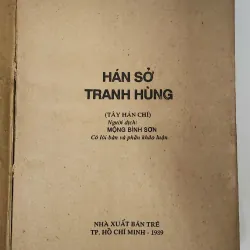 HÁN SỞ
TRANH HÙNG
(TÂY HÁN CHÍ)
Người dịch:
MỘNG BÌNH SƠN
Có lời bàn và phần khảo luận.
NHÀ XUẤT BẢN TRẺ
TP. HỒ CHÍ MINH - 1989